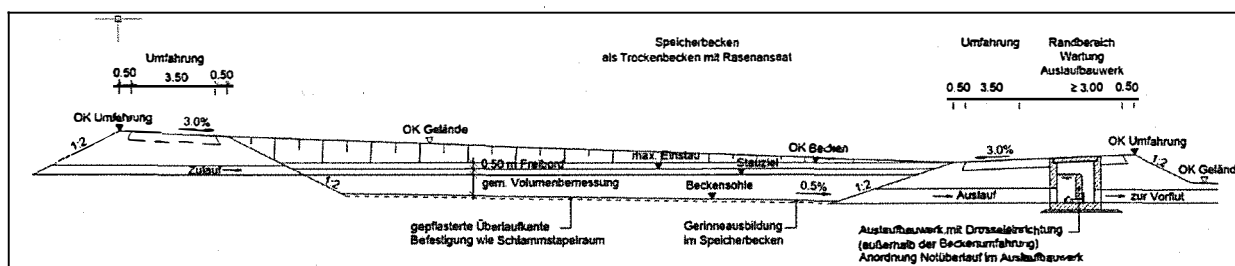 Speicherbecken
als Trockenbecken mit Rasenansaat
Umfahrung
0.50 3.50 0.50
Umfahrung
0.50 3.50
Randbereich
Wartung
Auslaufbauwerk
≥ 3.00 0.50
OK Umfahrung
3.0%
1:2
OK Gelände
OK Becken
3.0%
OK Umfahrung
1:2
OK Geländ
0.50 m Freibord
max. Einstau
Stauziel
Zulauf
1:2
gem. Volumenbemessung
Beckensohle
0.5%
1:2
Auslauf
zur Vorflut
gepflasterte Überlaufkante
Befestigung wie Schlammstapelraum
Gerinneausbildung
im Speicherbecken
Auslaufbauwerk mit Drosseleinrichtung
(außerhalb der Beckenumfahrung)
Anordnung Notüberlauf im Auslaufbauwerk